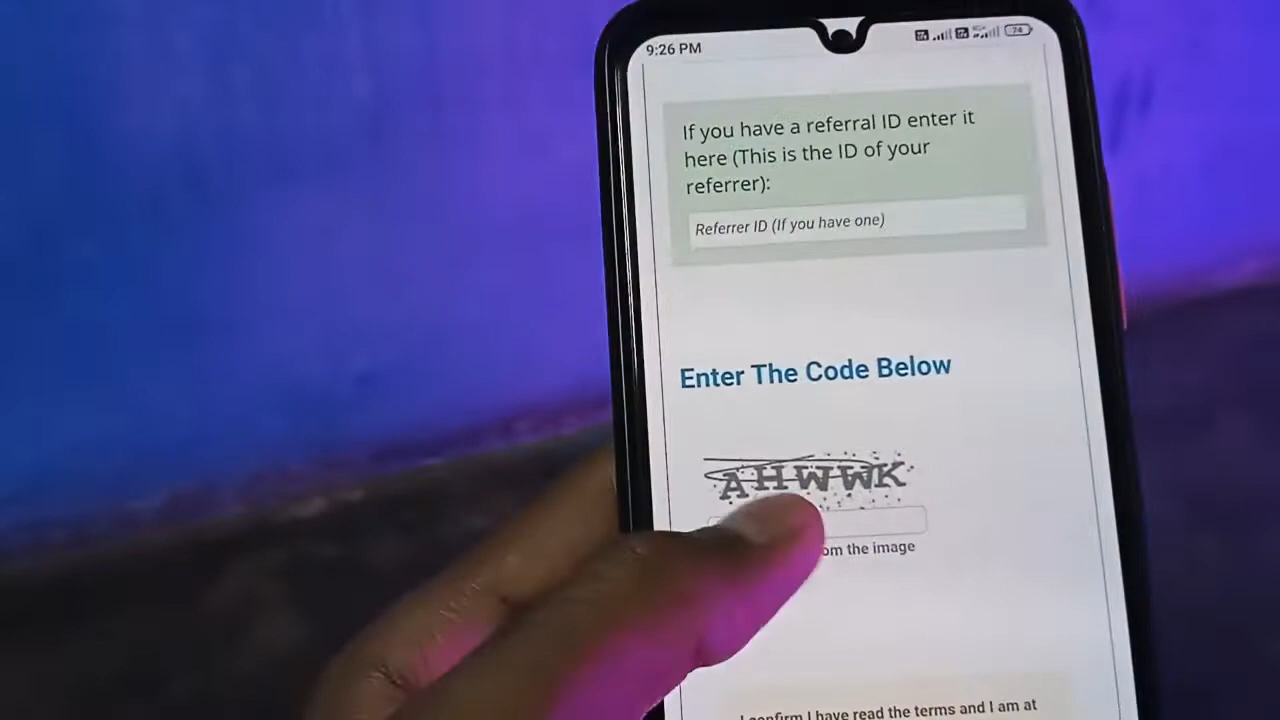 9:26 PM
74
If you have a referral ID enter it
here (This is the ID of your
referrer):
Referrer ID (If you have one)
Enter The Code Below
AHWWK
the image
I confirm I have read the terms and I am at